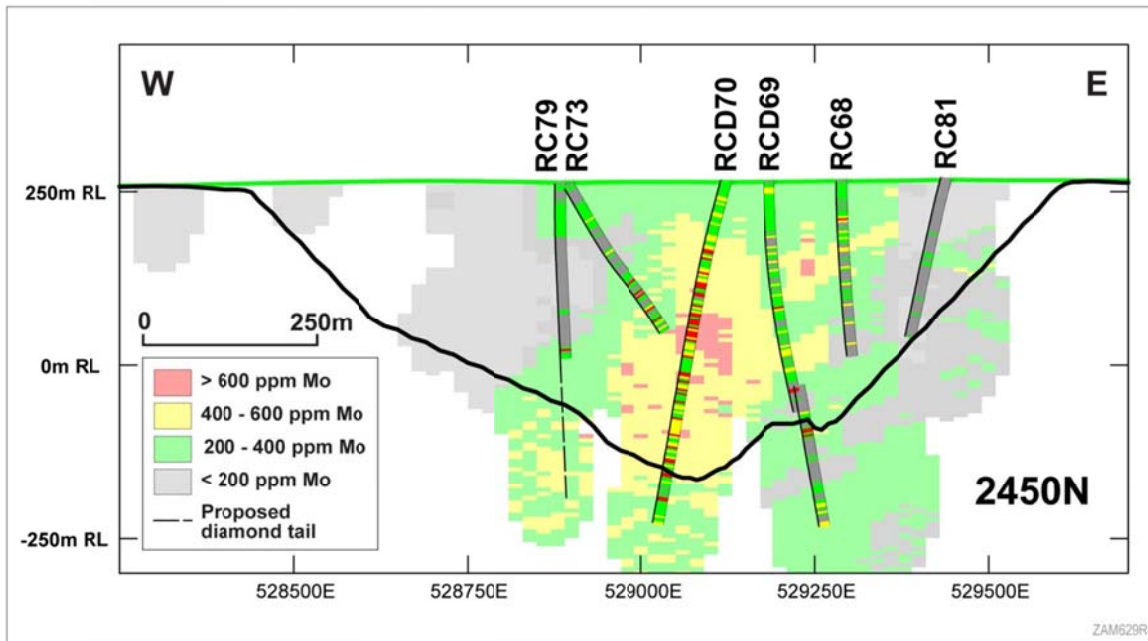 W
E
RC79
RC73
RCD70
RCD69
RC68
RC81
250m RL
0m RL
-250m RL
0 250m
> 600 ppm Mo
400 - 600 ppm Mo
200 - 400 ppm Mo
< 200 ppm Mo
Proposed
diamond tail
2450N
528500E 528750E 529000E 529250E 529500E
ZAM629R